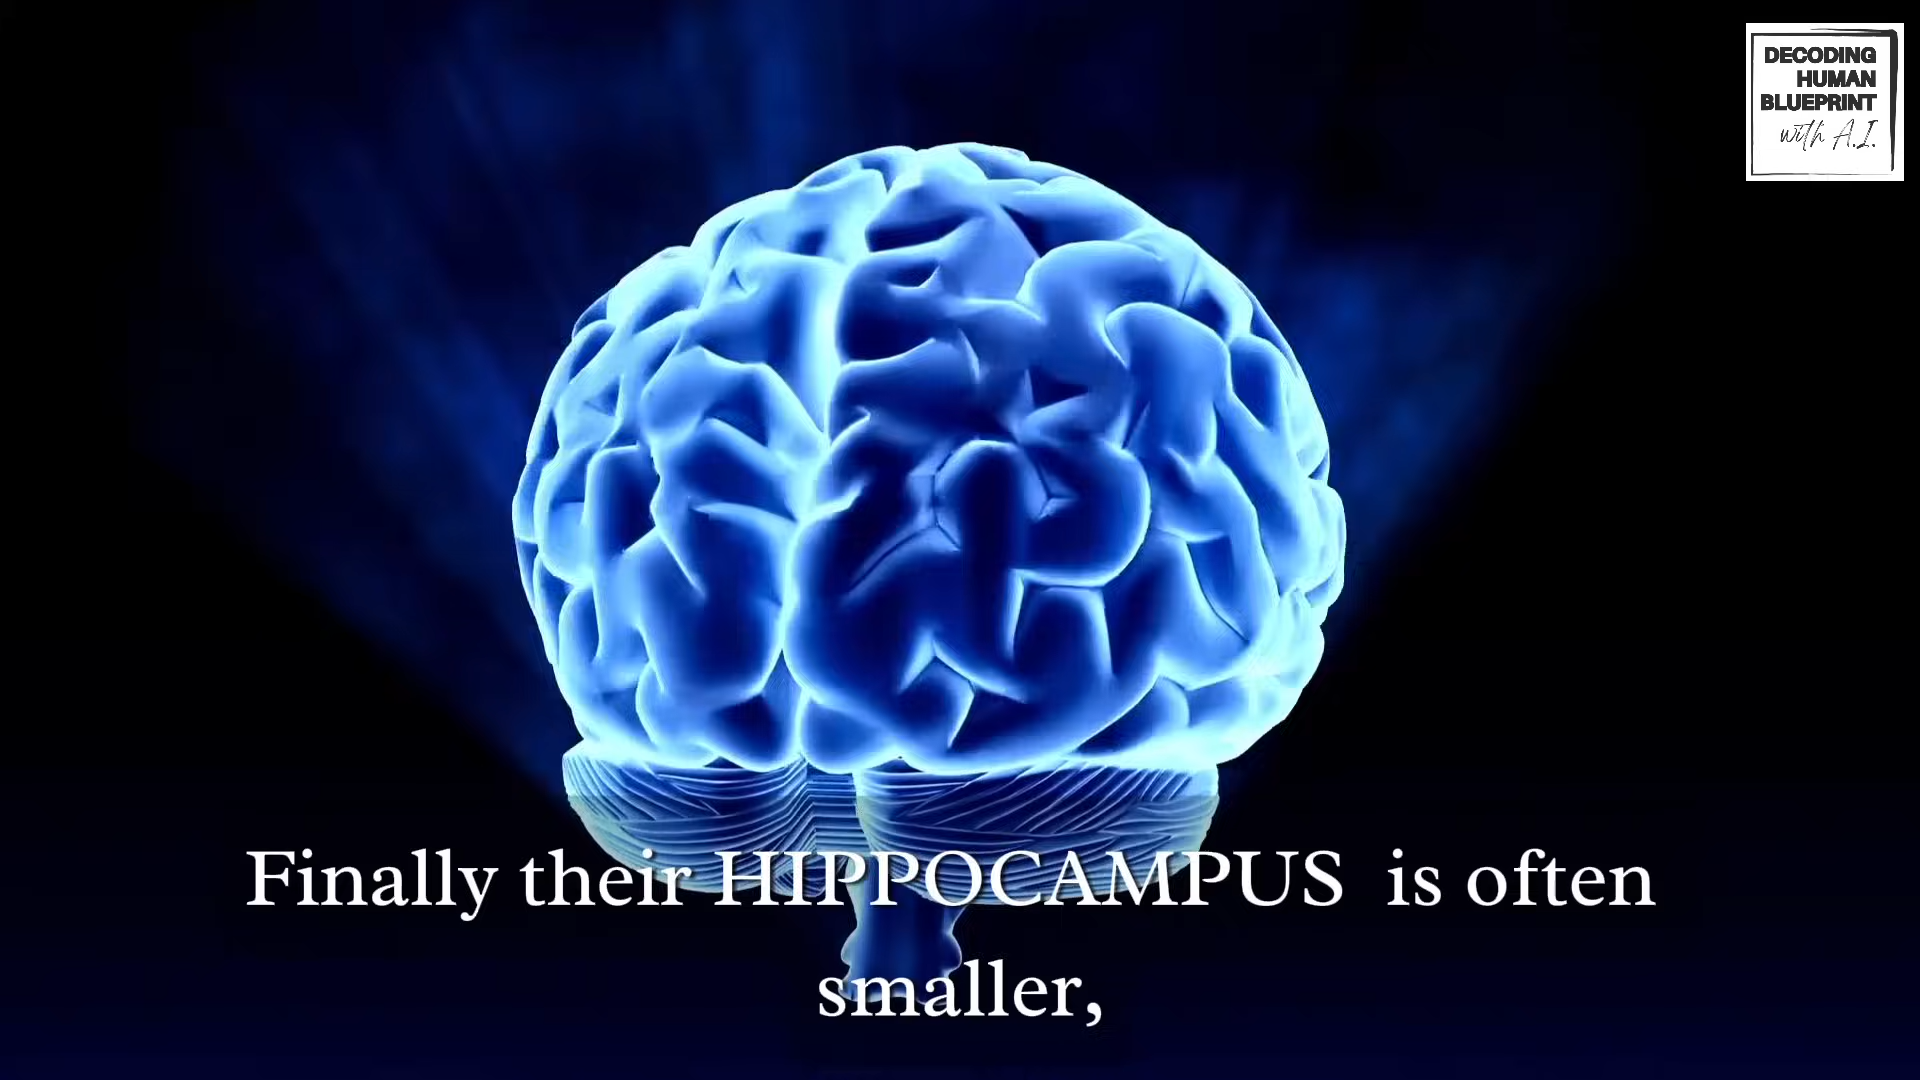 DECODING
HUMAN
BLUEPRINT
with A.I.
Finally their HIPPOCAMPUS  is often
smaller,